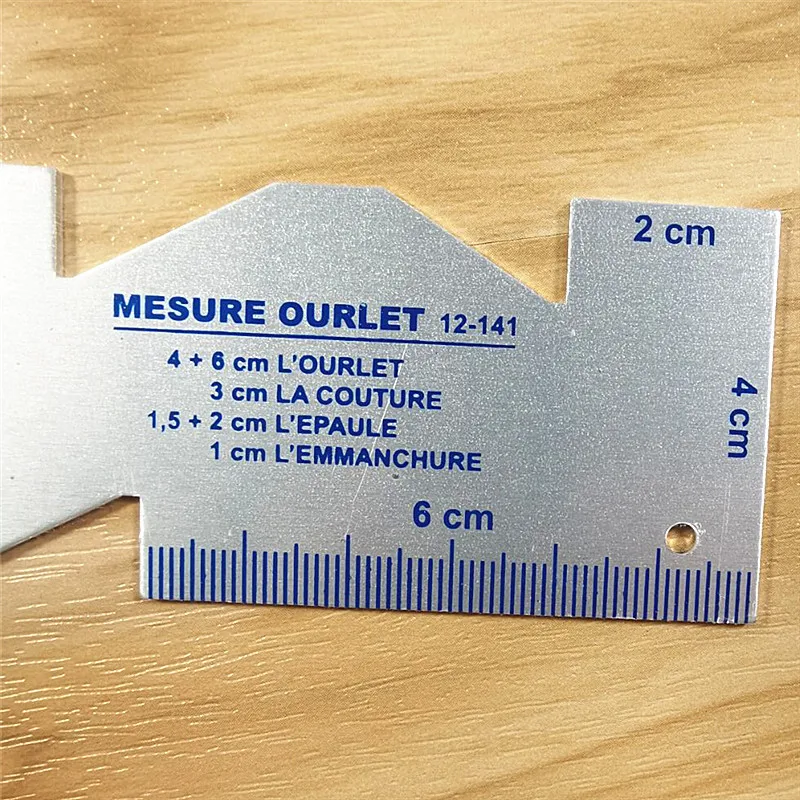 2 cm
MESURE OURLET 12-141
4 + 6 cm L'OURLET
3 cm LA COUTURE
1,5 + 2 cm L'EPAULE
1 cm L'EMMANCHURE
4 cm
6 cm